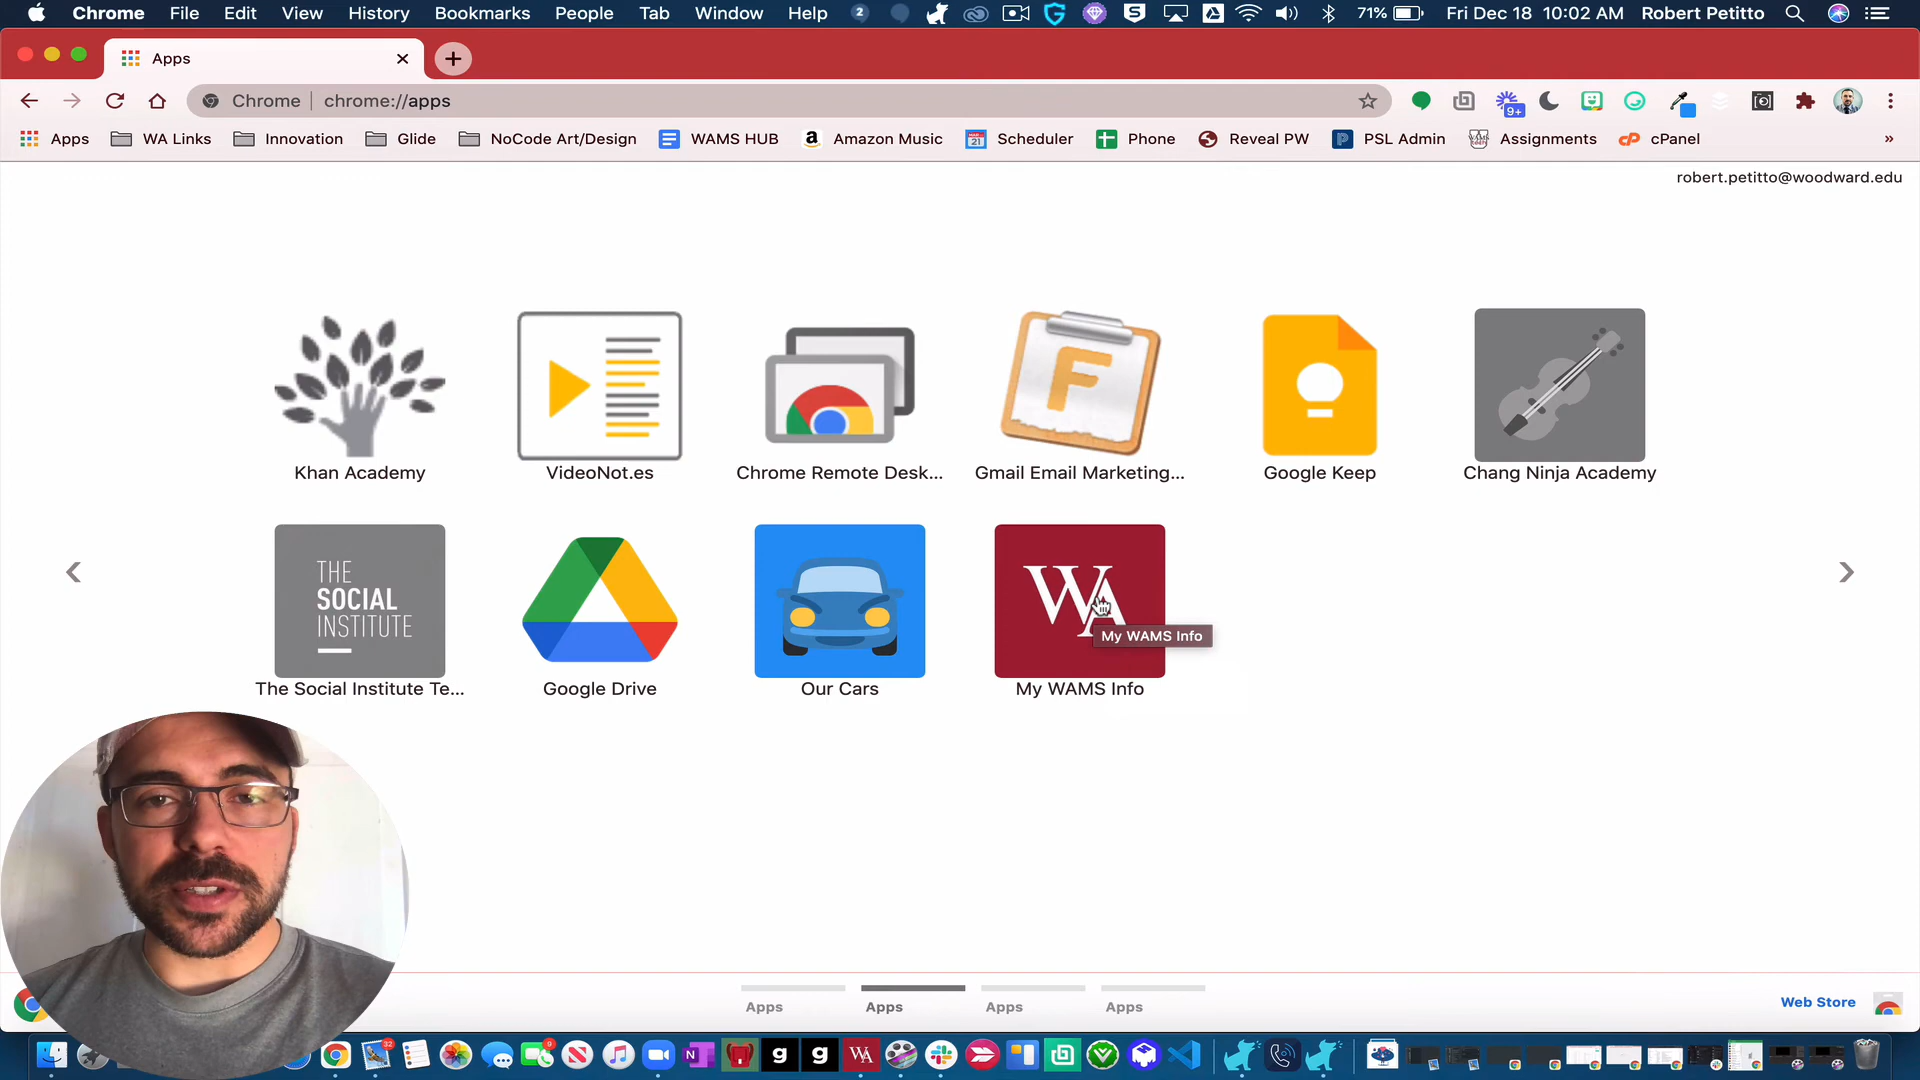 Chrome File Edit View History Bookmarks People Tab Window Help 2 71% Fri Dec 18 10:02 AM Robert Petitto
Apps
Chrome | chrome://apps
9+
Apps WA Links Innovation Glide NoCode Art/Design WAMS HUB Amazon Music Scheduler Phone Reveal PW PSL Admin Assignments cPanel »
robert.petitto@woodward.edu
Khan Academy VideoNot.es Chrome Remote Desk... Gmail Email Marketing... Google Keep Chang Ninja Academy
THE
SOCIAL
INSTITUTE
WA
My WAMS Info
The Social Institute Te... Google Drive Our Cars My WAMS Info
Apps Apps Apps Apps
Web Store